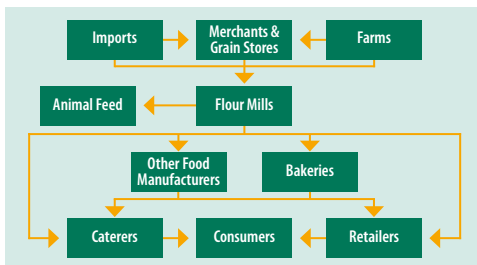 Imports
Merchants &
Grain Stores
Farms
Animal Feed
Flour Mills
Other Food
Manufacturers
Bakeries
Caterers
Consumers
Retailers